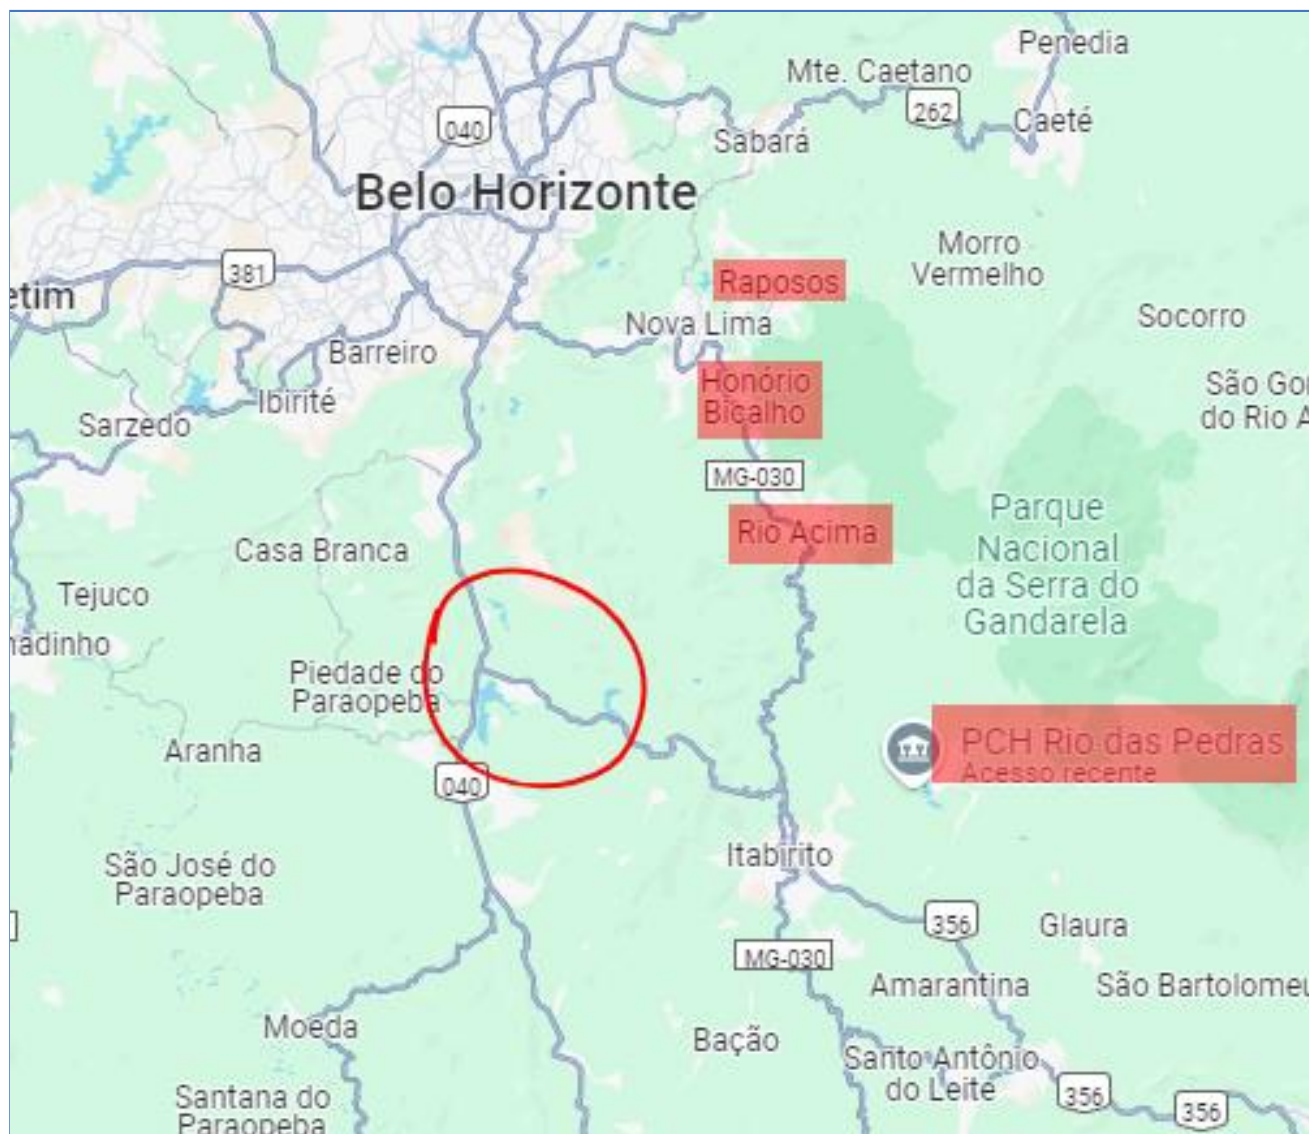 Penedia
Mte. Caetano
040
262
Caeté
Sabará
Belo Horizonte
Morro
Vermelho
381
Raposos
etim
Nova Lima
Socorro
Barreiro
Honório
Bicalho
São Gon
do Rio A
Ibirité
Sarzedo
MG-030
Parque
Nacional
da Serra do
Gandarela
Rio Acima
Casa Branca
Tejuco
nadinho
Piedade do
Paraopeba
Aranha
PCH Rio das Pedras
Acesso recente
040
Itabirito
São José do
Paraopeba
356
Glaura
MG-030
Amarantina
São Bartolomeu
Moeda
Bação
Santo Antônio
do Leite
356
356
Santana do
Paraopeba